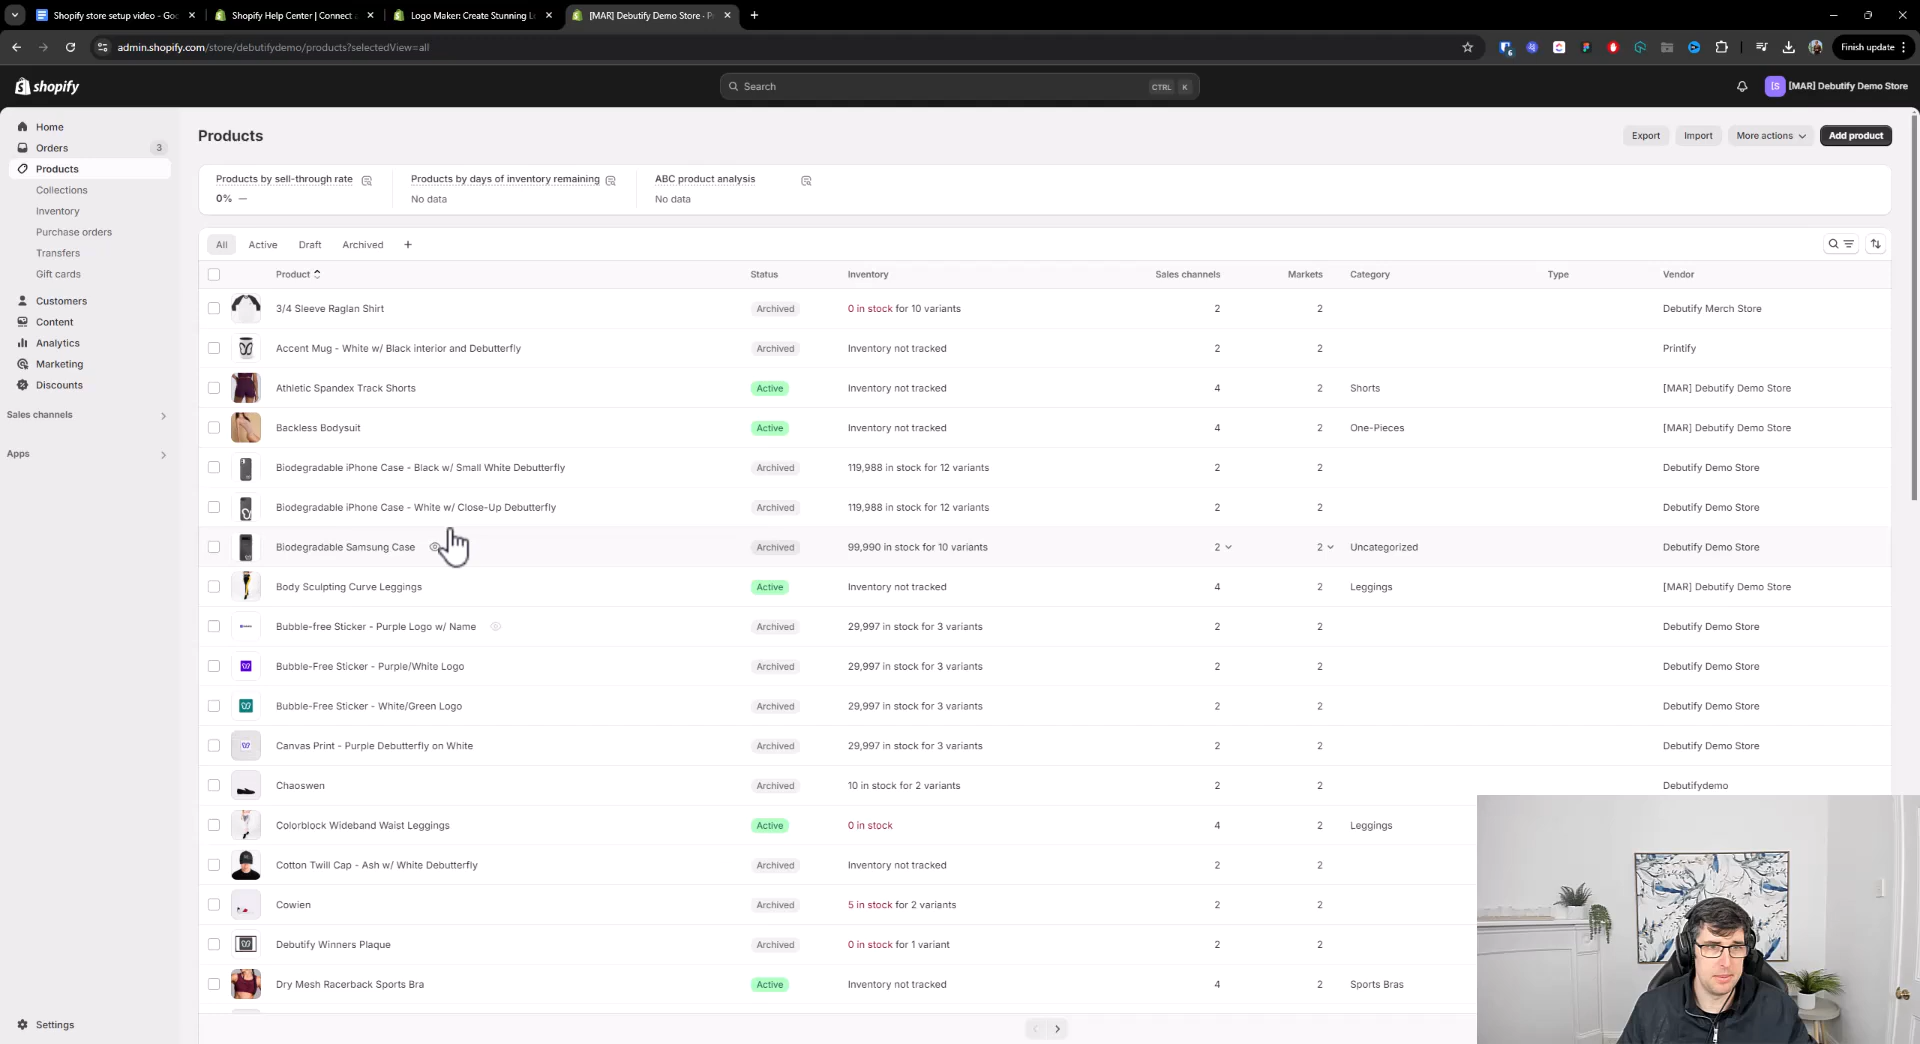 Shopify store setup video - Goo
Shopify Help Center | Connect a
Logo Maker: Create Stunning L
[MAR] Debutify Demo Store - P
admin.shopify.com/store/debutifydemo/products?selectedView=all
6
Finish update
shopify
Search
CTRL K
[S
[MAR] Debutify Demo Store
Home
Orders 3
Products
Collections
Inventory
Purchase orders
Transfers
Gift cards
Customers
Content
Analytics
Marketing
Discounts
Sales channels
Apps
Settings
Products
Export
Import
More actions
Add product
Products by sell-through rate
0% —
Products by days of inventory remaining
No data
ABC product analysis
No data
All Active Draft Archived +
Product Status Inventory Sales channels Markets Category Type Vendor
3/4 Sleeve Raglan Shirt Archived 0 in stock for 10 variants 2 2 Debutify Merch Store
Accent Mug - White w/ Black interior and Debutterfly Archived Inventory not tracked 2 2 Printify
Athletic Spandex Track Shorts Active Inventory not tracked 4 2 Shorts [MAR] Debutify Demo Store
Backless Bodysuit Active Inventory not tracked 4 2 One-Pieces [MAR] Debutify Demo Store
Biodegradable iPhone Case - Black w/ Small White Debutterfly Archived 119,988 in stock for 12 variants 2 2 Debutify Demo Store
Biodegradable iPhone Case - White w/ Close-Up Debutterfly Archived 119,988 in stock for 12 variants 2 2 Debutify Demo Store
Biodegradable Samsung Case Archived 99,990 in stock for 10 variants 2 2 Uncategorized Debutify Demo Store
Body Sculpting Curve Leggings Active Inventory not tracked 4 2 Leggings [MAR] Debutify Demo Store
Bubble-free Sticker - Purple Logo w/ Name Archived 29,997 in stock for 3 variants 2 2 Debutify Demo Store
Bubble-Free Sticker - Purple/White Logo Archived 29,997 in stock for 3 variants 2 2 Debutify Demo Store
Bubble-Free Sticker - White/Green Logo Archived 29,997 in stock for 3 variants 2 2 Debutify Demo Store
Canvas Print - Purple Debutterfly on White Archived 29,997 in stock for 3 variants 2 2 Debutify Demo Store
Chaoswen Archived 10 in stock for 2 variants 2 2 Debutifydemo
Colorblock Wideband Waist Leggings Active 0 in stock 4 2 Leggings
Cotton Twill Cap - Ash w/ White Debutterfly Archived Inventory not tracked 2 2
Cowien Archived 5 in stock for 2 variants 2 2
Debutify Winners Plaque Archived 0 in stock for 1 variant 2 2
Dry Mesh Racerback Sports Bra Active Inventory not tracked 4 2 Sports Bras